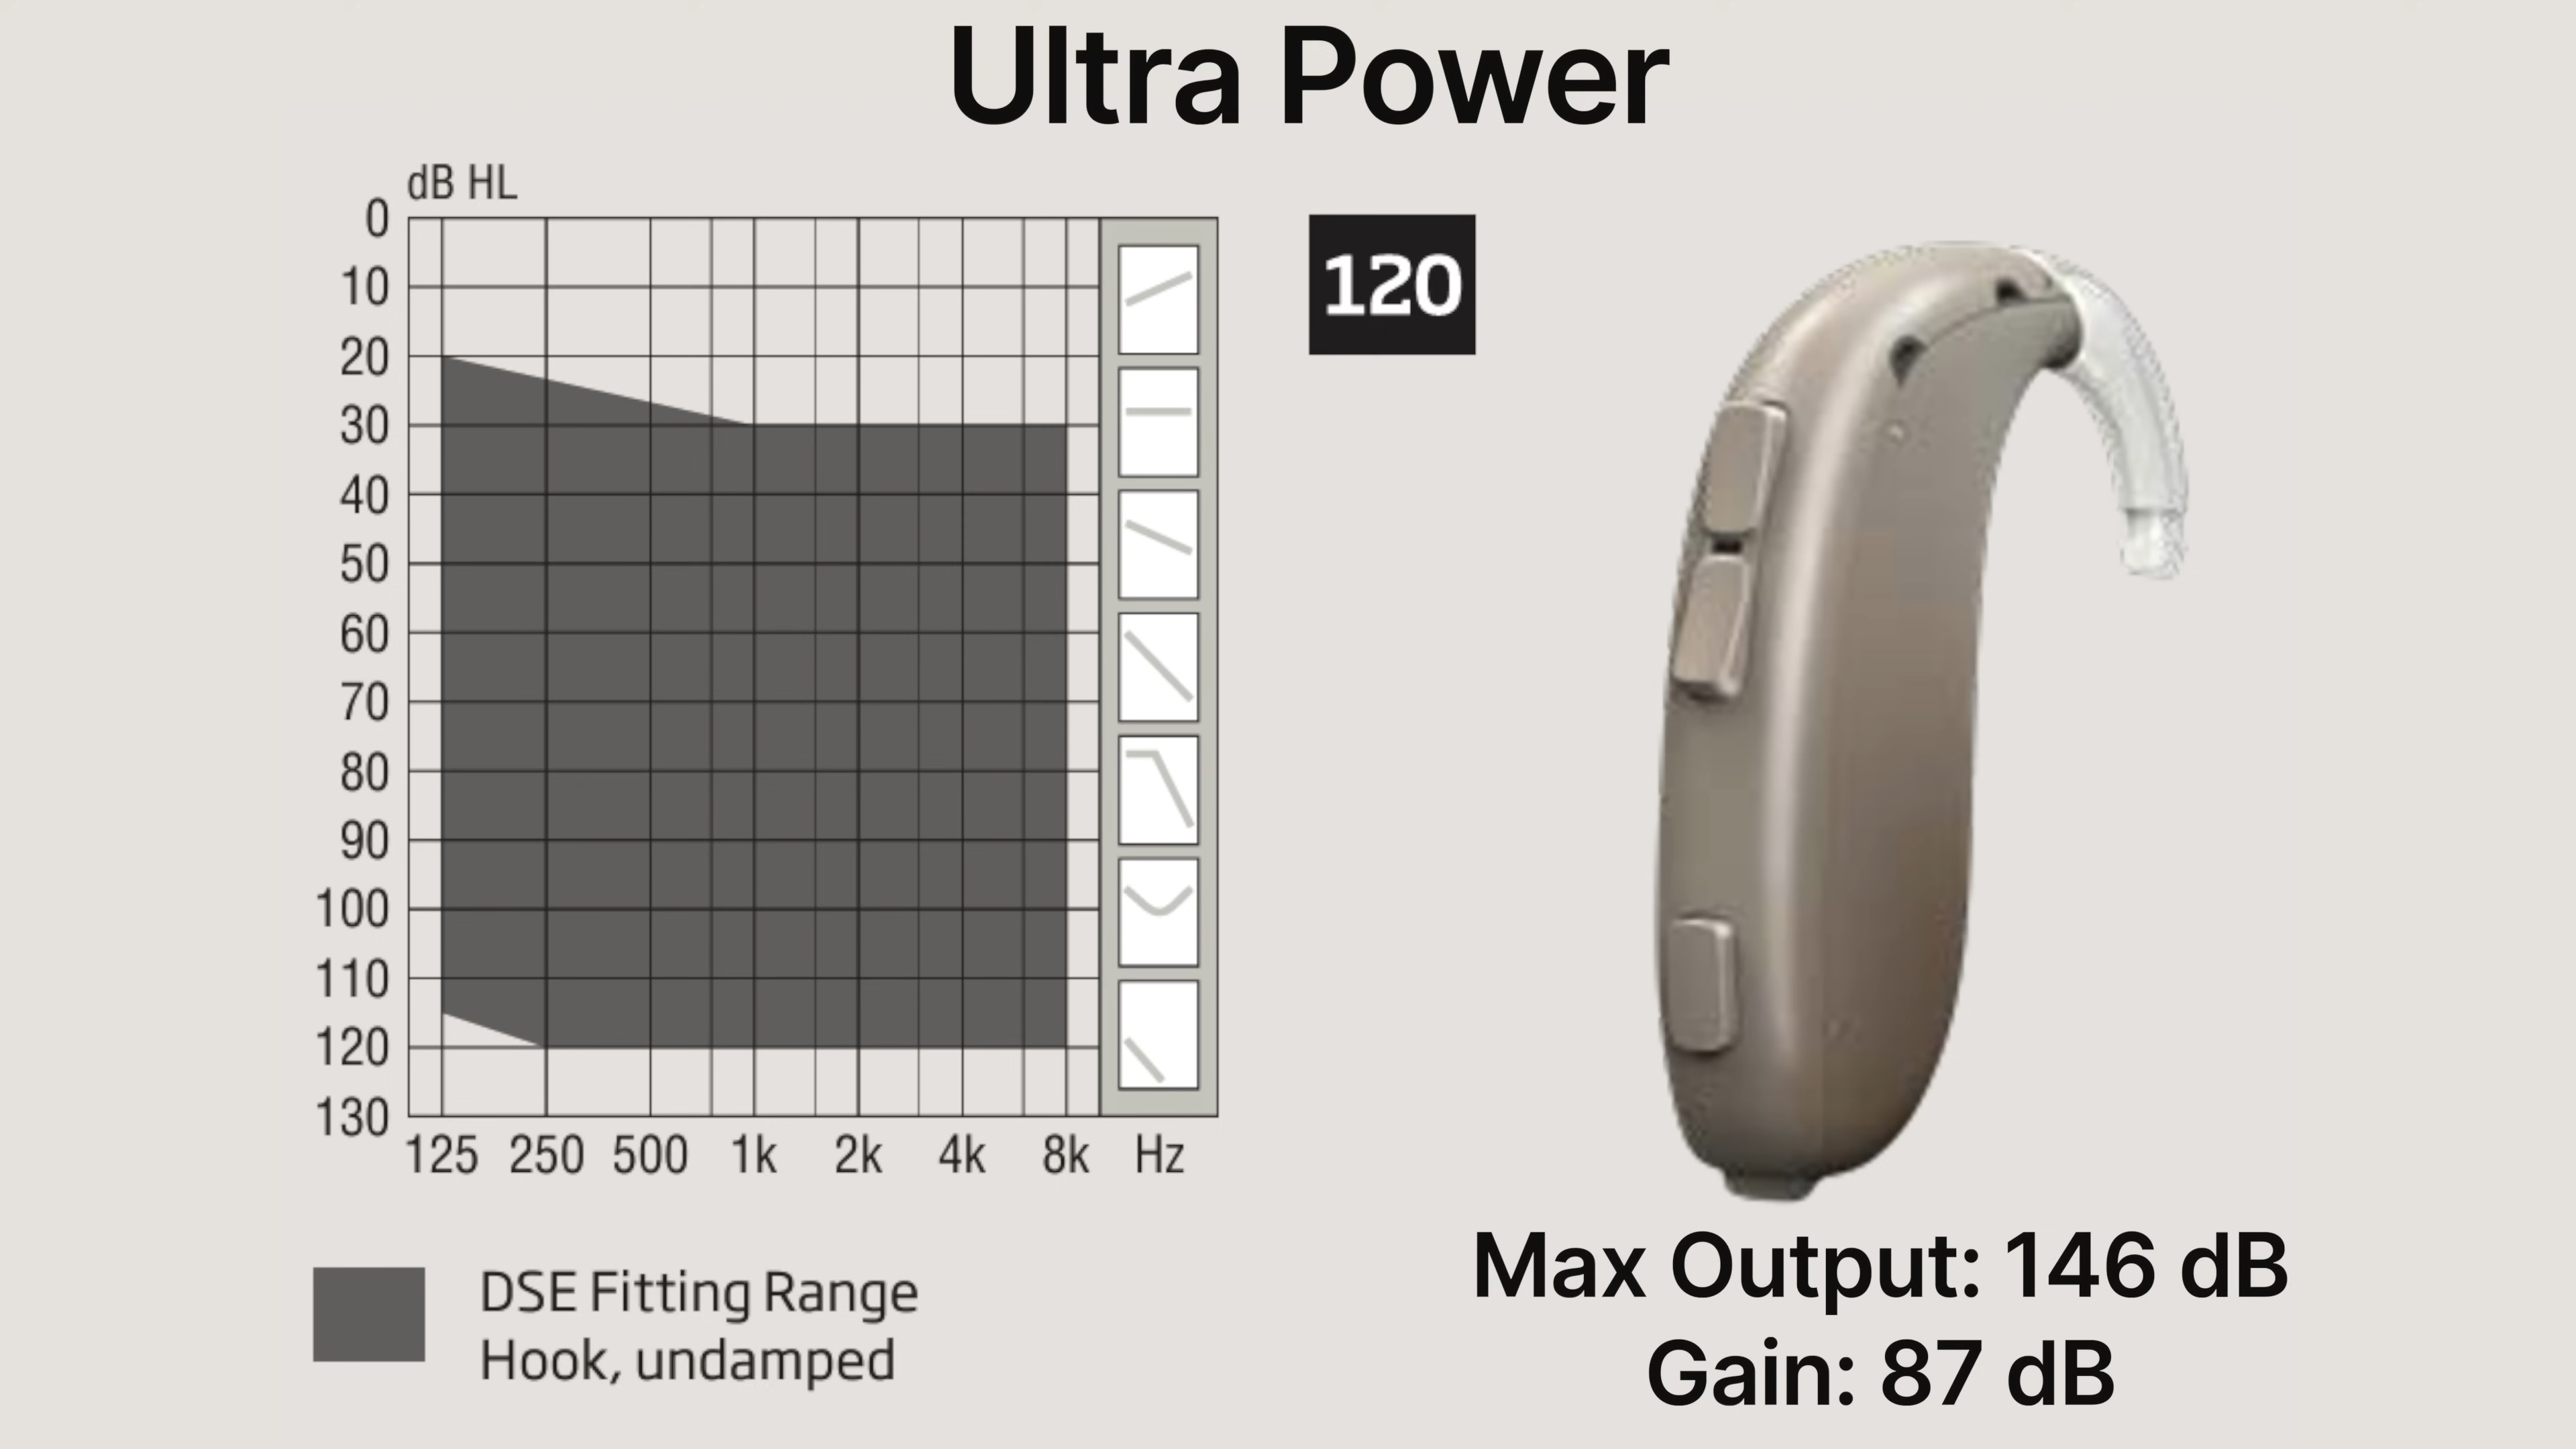 Ultra Power
dB HL
0
10
20
30
40
50
60
70
80
90
100
110
120
130
125 250 500 1k 2k 4k 8k Hz
DSE Fitting Range
Hook, undamped
120
Max Output: 146 dB
Gain: 87 dB